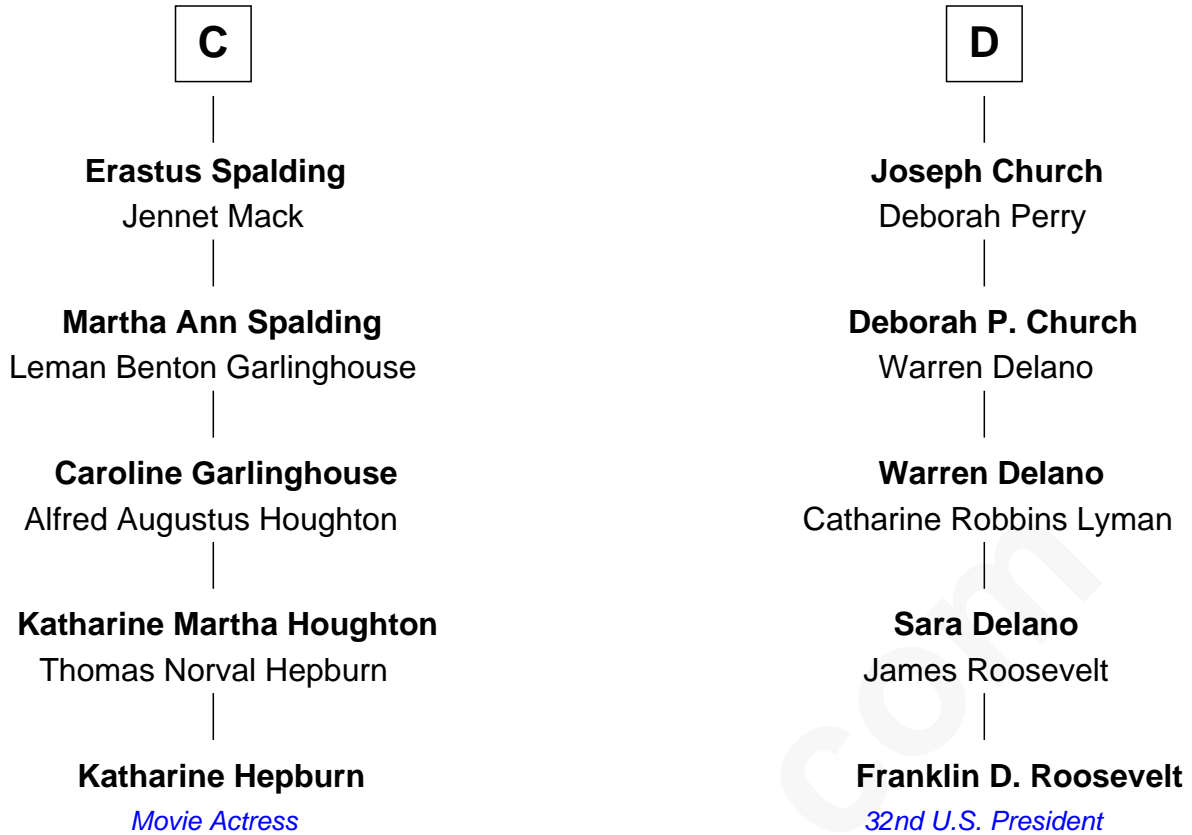 C
Erastus Spalding
Jennet Mack
Martha Ann Spalding
Leman Benton Garlinghouse
Caroline Garlinghouse
Alfred Augustus Houghton
Katharine Martha Houghton
Thomas Norval Hepburn
Katharine Hepburn
Movie Actress
D
Joseph Church
Deborah Perry
Deborah P. Church
Warren Delano
Warren Delano
Catharine Robbins Lyman
Sara Delano
James Roosevelt
Franklin D. Roosevelt
32nd U.S. President
com